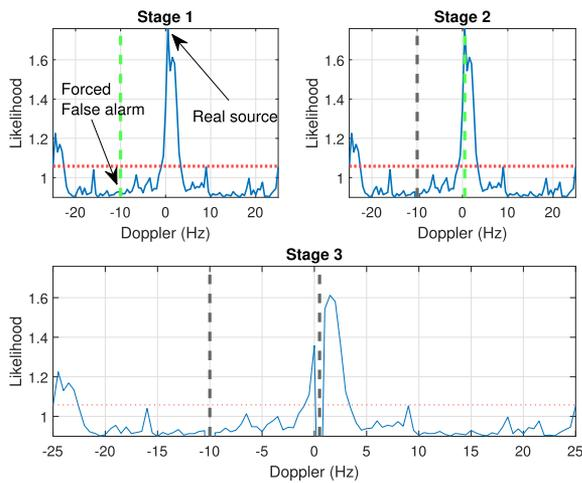 Stage 1
Likelihood
1.6
1.4
1.2
1
Forced
False alarm
Real source
-20 -10 0 10 20
Doppler (Hz)
Stage 2
Likelihood
1.6
1.4
1.2
1
-20 -10 0 10 20
Doppler (Hz)
Stage 3
Likelihood
1.6
1.4
1.2
1
-25 -20 -15 -10 -5 0 5 10 15 20 25
Doppler (Hz)